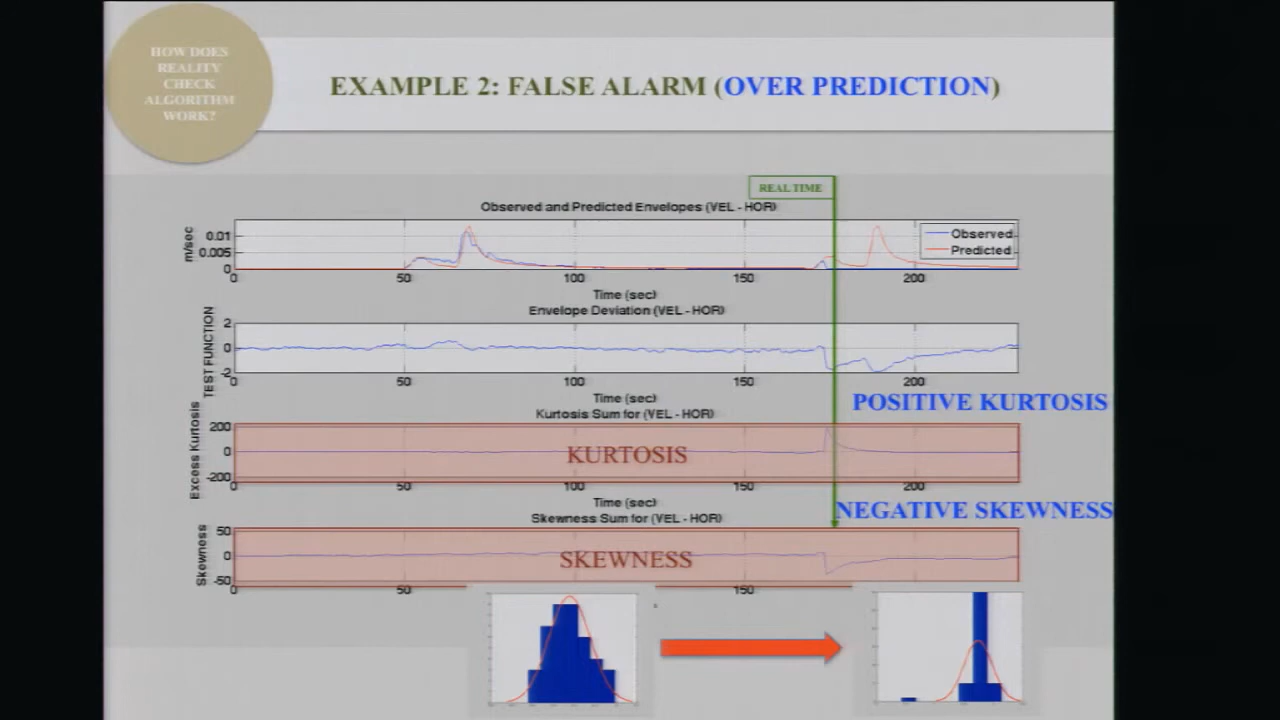 HOW DOES
REALITY
CHECK
ALGORITHM
WORK?
EXAMPLE 2: FALSE ALARM (OVER PREDICTION)
REAL TIME
Observed and Predicted Envelopes (VEL - HOR)
m/sec
0.01
0.005
0
Observed
Predicted
0 50 100 150 200
Time (sec)
Envelope Deviation (VEL - HOR)
TEST FUNCTION
2
0
-2
0 50 100 150 200
Time (sec)
POSITIVE KURTOSIS
Kurtosis Sum for (VEL - HOR)
Excess Kurtosis
200
0
-200
KURTOSIS
0 50 100 150 200
Time (sec)
NEGATIVE SKEWNESS
Skewness Sum for (VEL - HOR)
Skewness
50
0
-50
SKEWNESS
0 50 150